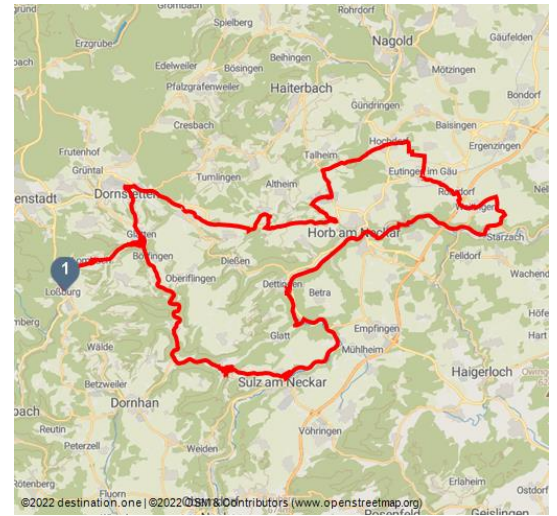 Grömbach
Spielberg
Rohrdorf
Gäufelden
Nagold
Erzgrube
Beihingen
Edelweiler
Bösingen
Mötzingen
Pfalzgrafenweiler
Haiterbach
Bondorf
Gündringen
Cresbach
Baisingen
Hochdorf
Frutenhof
Talheim
Ergenzingen
Grüntal
Tumlingen
Altheim
Eutingen im Gäu
Dornstetten
Rohrdorf
Glatten
Horb am Neckar
Starzach
Dießen
Felldorf
Böffingen
1
Oberiflingen
Dettingen
Betra
Wachend
Loßburg
Glatt
Empfingen
Wälde
Mühlheim
Haigerloch
Betzweiler
Sulz am Neckar
Dornhan
Reutin
Vöhringen
Peterzell
Weiden
Rötenberg
Erlaheim
Ostdorf
Fluorn
Geislingen
©2022 destination.one | ©2022 OSM & Contributors (www.openstreetmap.org)